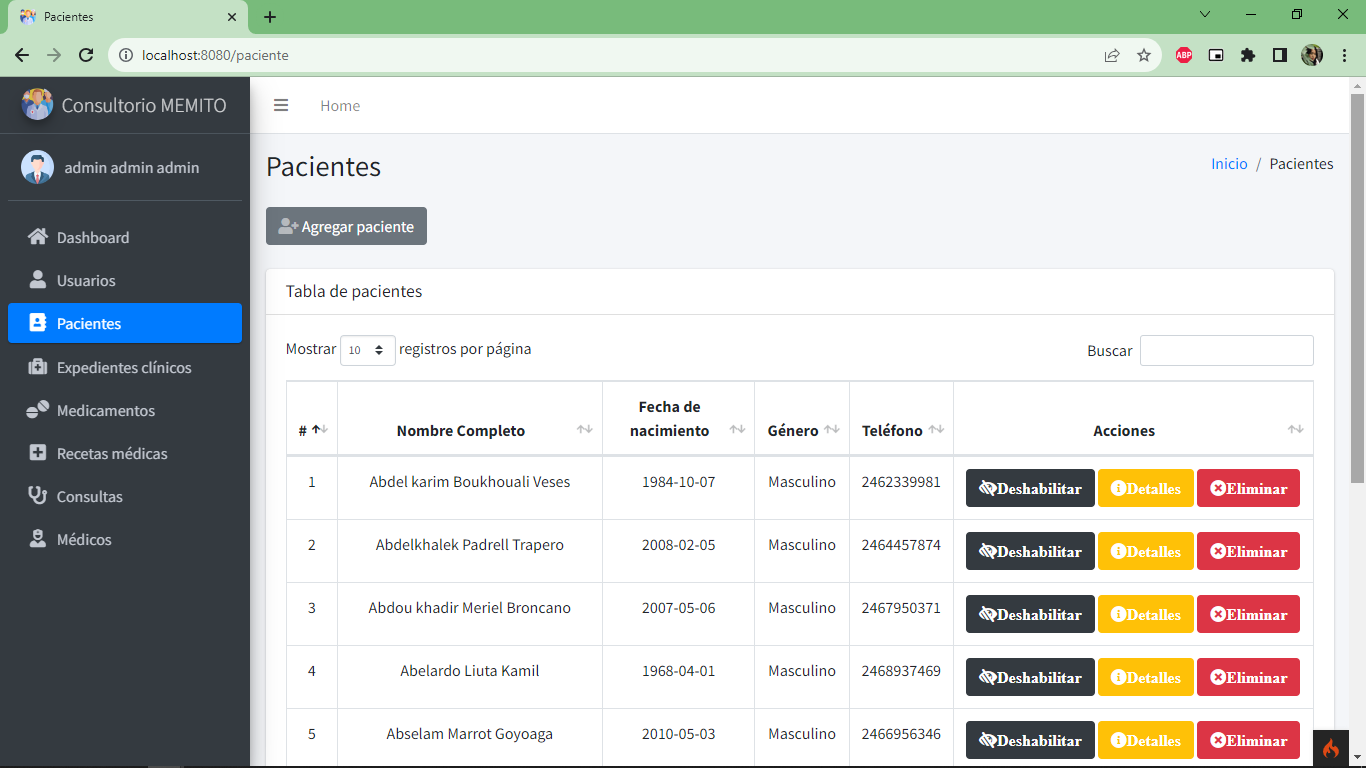 Pacientes
localhost:8080/paciente
ABP
Consultorio MEMITO
Home
admin admin admin
Pacientes
Inicio / Pacientes
Agregar paciente
Dashboard
Usuarios
Pacientes
Expedientes clínicos
Medicamentos
Recetas médicas
Consultas
Médicos
Tabla de pacientes
Mostrar 10 registros por página
Buscar
# Nombre Completo Fecha de nacimiento Género Teléfono Acciones
1 Abdel karim Boukhouali Veses 1984-10-07 Masculino 2462339981 Deshabilitar Detalles Eliminar
2 Abdelkhalek Padrell Trapero 2008-02-05 Masculino 2464457874 Deshabilitar Detalles Eliminar
3 Abdou khadir Meriel Broncano 2007-05-06 Masculino 2467950371 Deshabilitar Detalles Eliminar
4 Abelardo Liuta Kamil 1968-04-01 Masculino 2468937469 Deshabilitar Detalles Eliminar
5 Abselam Marrot Goyoaga 2010-05-03 Masculino 2466956346 Deshabilitar Detalles Eliminar